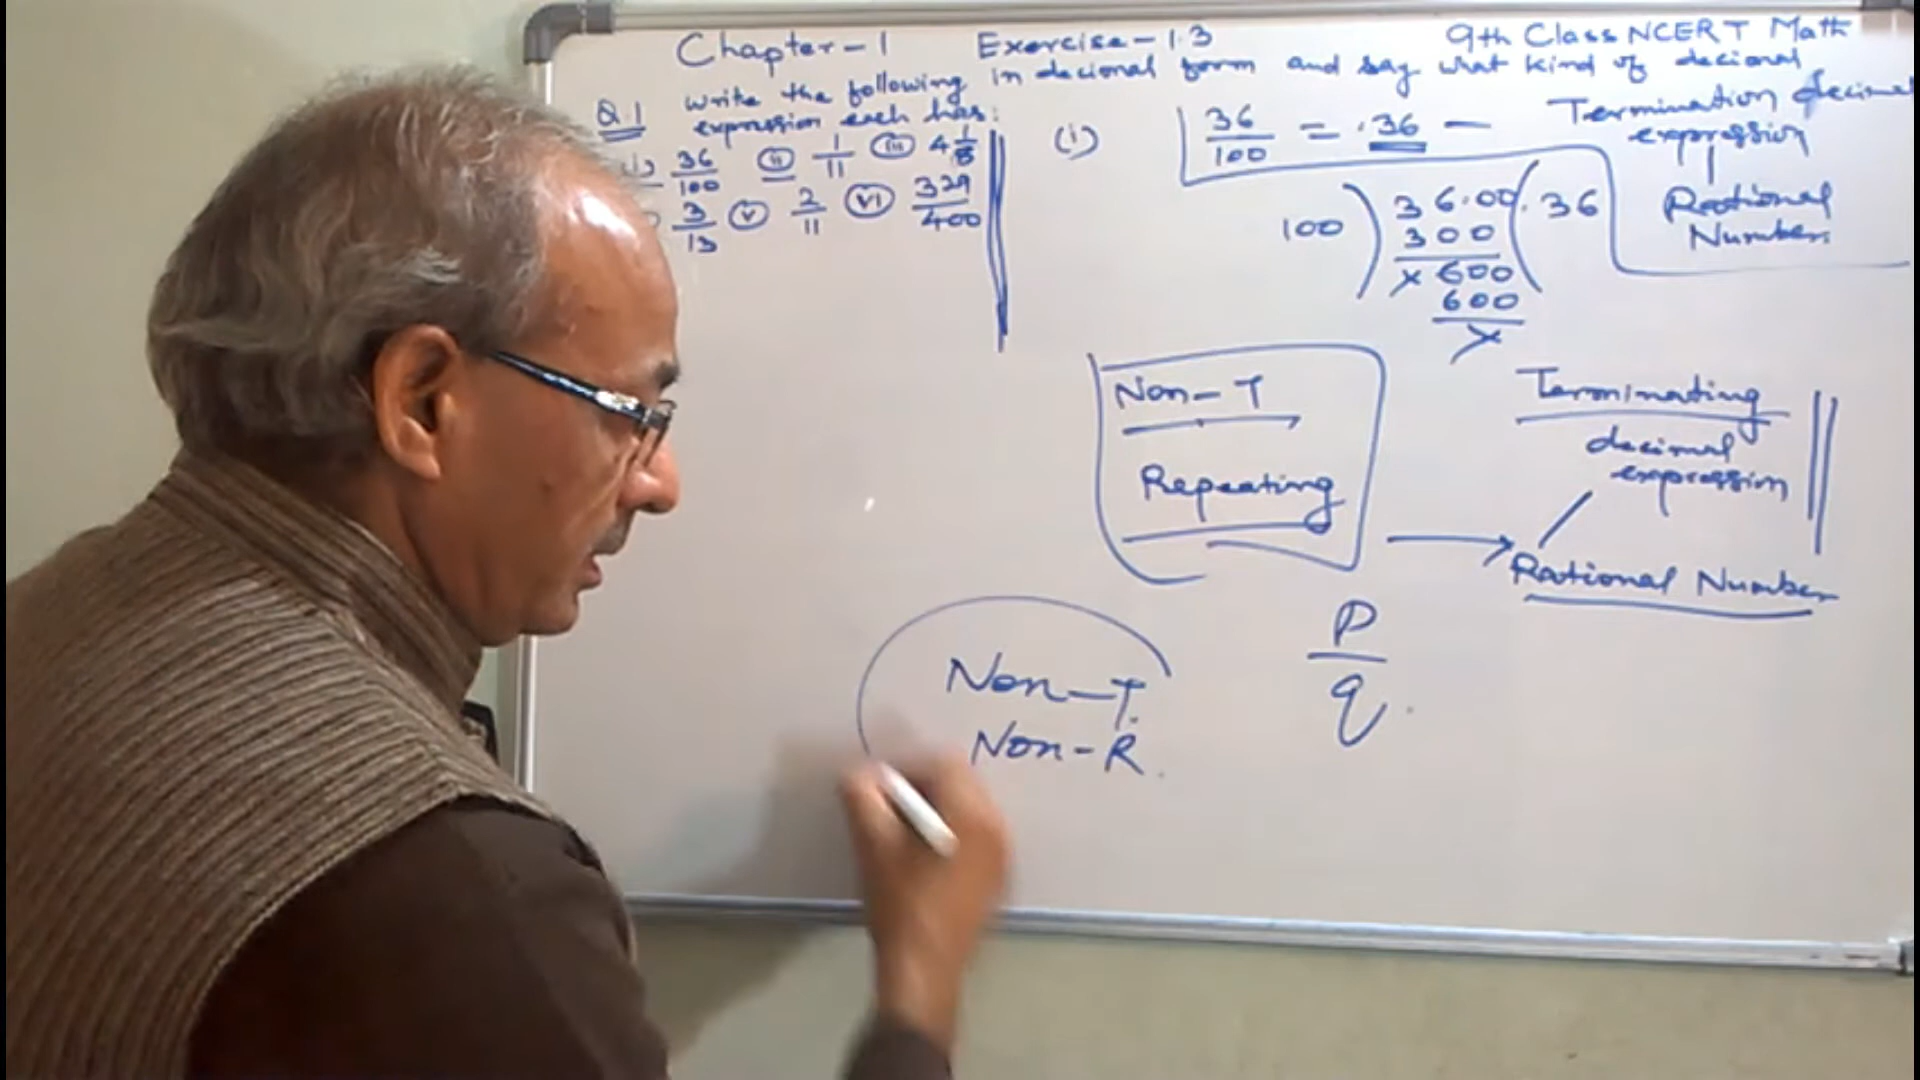 Chapter-1 Exercise-1.3 9th Class NCERT Math
Q.1 Write the following in decimal form and say what kind of decimal
expression each has:
36/100 (ii) 1/11 (iii) 4 1/8
3/13 (v) 2/11 (vi) 329/400
(i) 36/100 = .36 — Termination decimal
expression
Rational
Number
100 ) 36.00 ( .36
300
× 600
600
×
Non-T
Repeating
Terminating
decimal
expression
Rational Number
P/q
Non-T
Non-R